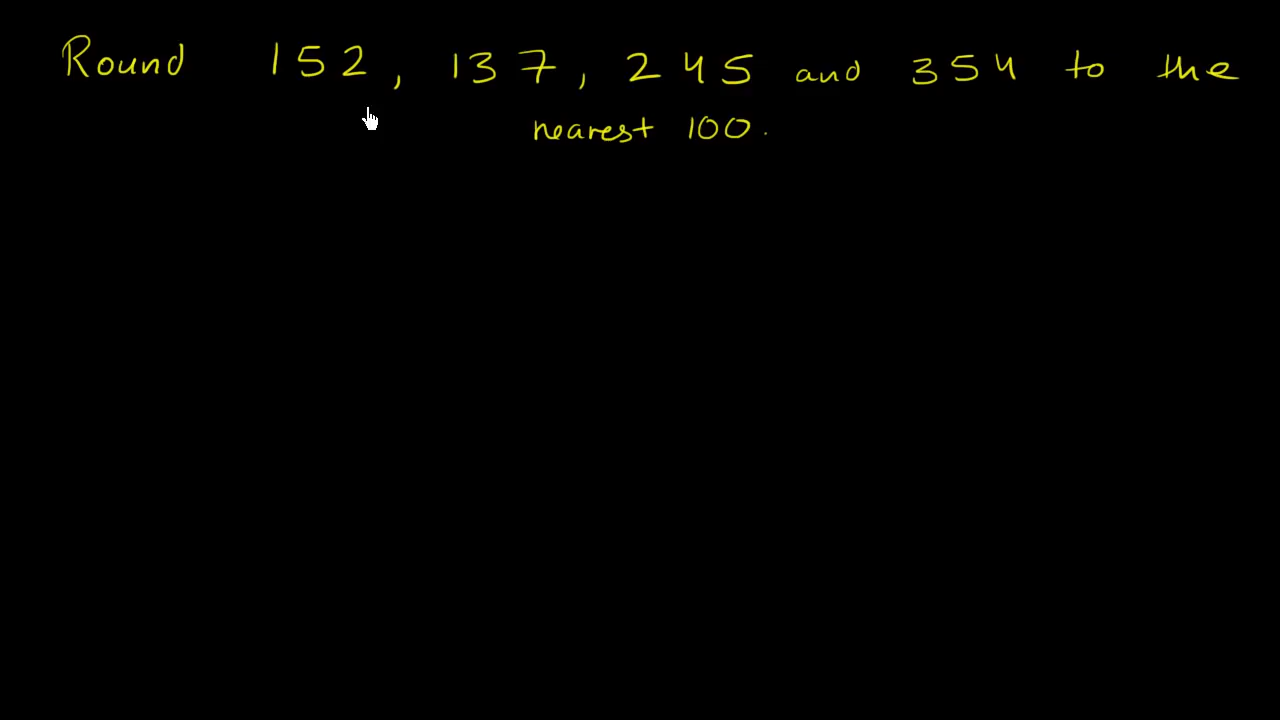 Round 152, 137, 245 and 354 to the
nearest 100.